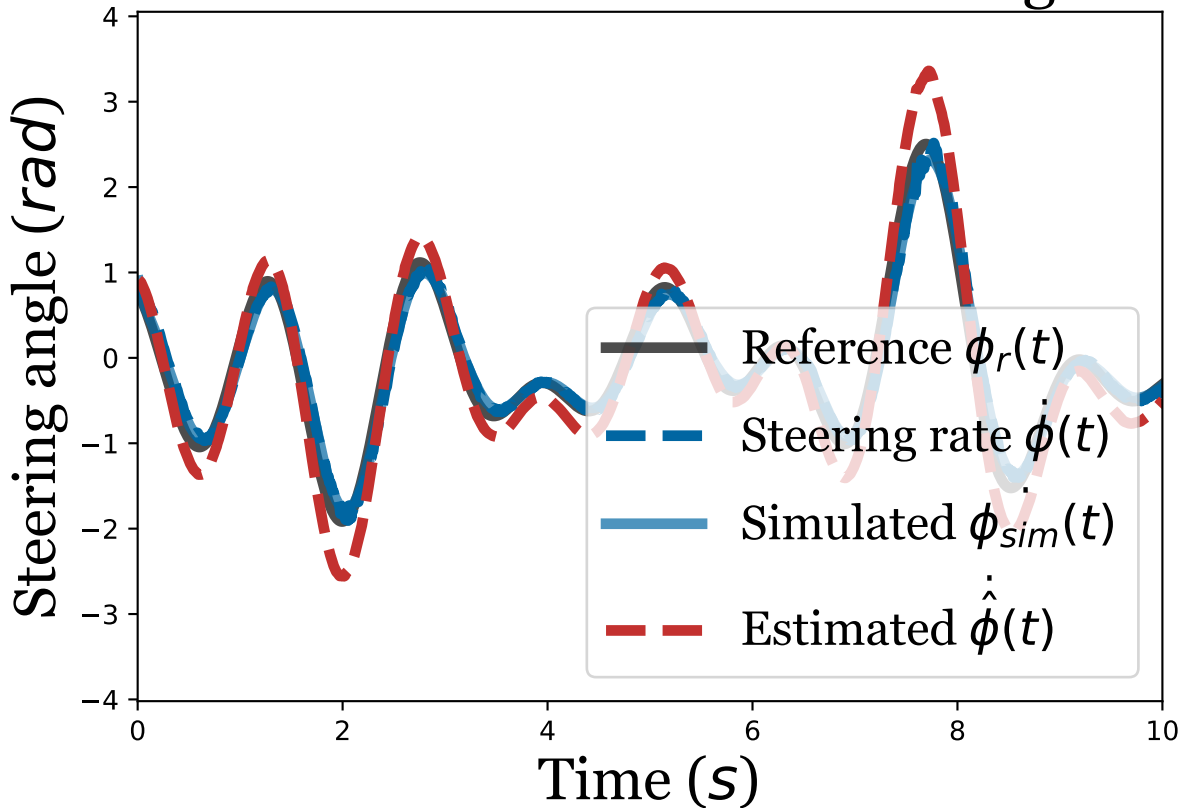 4
3
2
1
0
−1
−2
−3
−4
Steering angle (rad)
Reference ϕ_r(t)
Steering rate ϕ̇(t)
Simulated ϕ̇_sim(t)
Estimated ϕ̂̇(t)
0 2 4 6 8 10
Time (s)